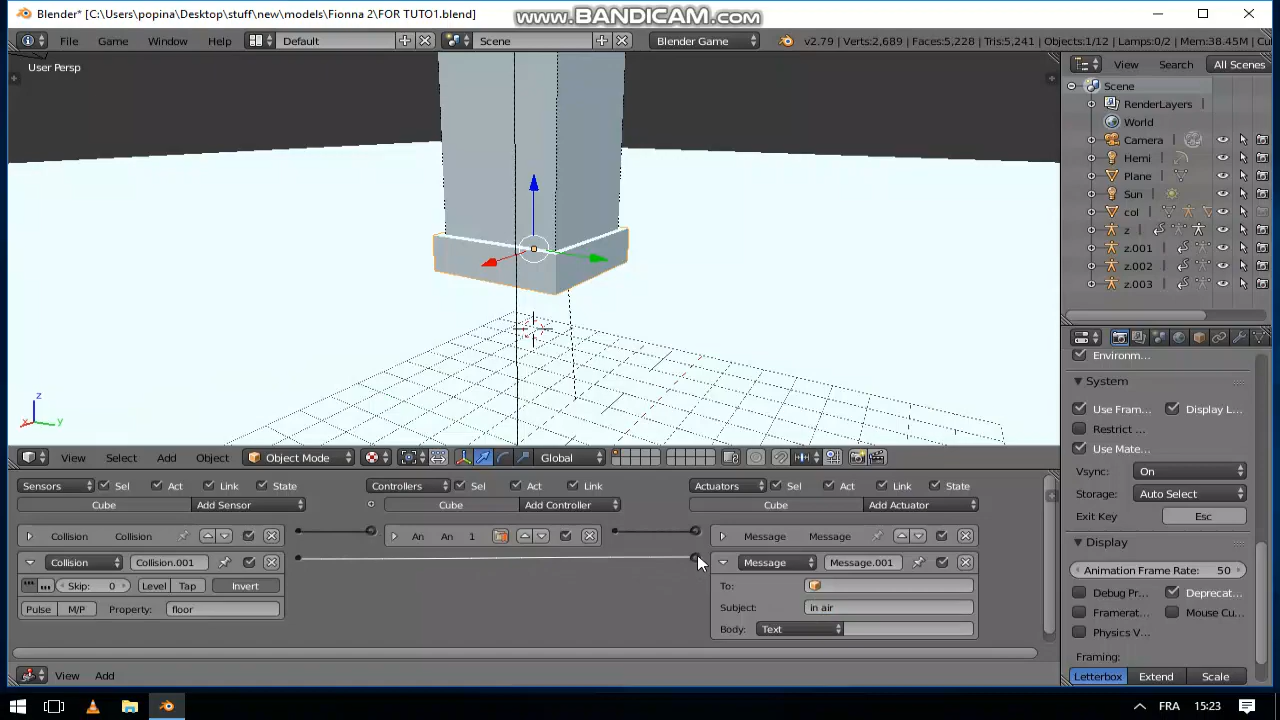 Blender* [C:\Users\popina\Desktop\stuff\new\models\Fionna 2\FOR TUTO1.blend]
www.BANDICAM.com
File Game Window Help Default Scene Blender Game v2.79 | Verts:2,689 | Faces:5,228 | Tris:5,241 | Objects:1/12 | Lamps:0/2 | Mem:38.45M | Cu
User Persp
View Search All Scenes
Scene
RenderLayers
World
Camera
Hemi
Plane
Sun
col
z
z.001
z.002
z.003
z
x
y
Environm...
System
Use Fram... Display L...
Restrict ...
Use Mate...
Vsync: On
Storage: Auto Select
Exit Key Esc
Display
Animation Frame Rate: 50
Debug Pr... Deprecat...
Framerat... Mouse Cu...
Physics V...
Framing:
Letterbox Extend Scale
View Select Add Object Object Mode Global
Sensors Sel Act Link State Controllers Sel Act Link Actuators Sel Act Link State
Cube Add Sensor Cube Add Controller Cube Add Actuator
Collision Collision An An 1 Message Message
Collision Collision.001 Message Message.001
Skip: 0 Level Tap Invert To:
Pulse M/P Property: floor Subject: in air
Body: Text
View Add
FRA 15:23